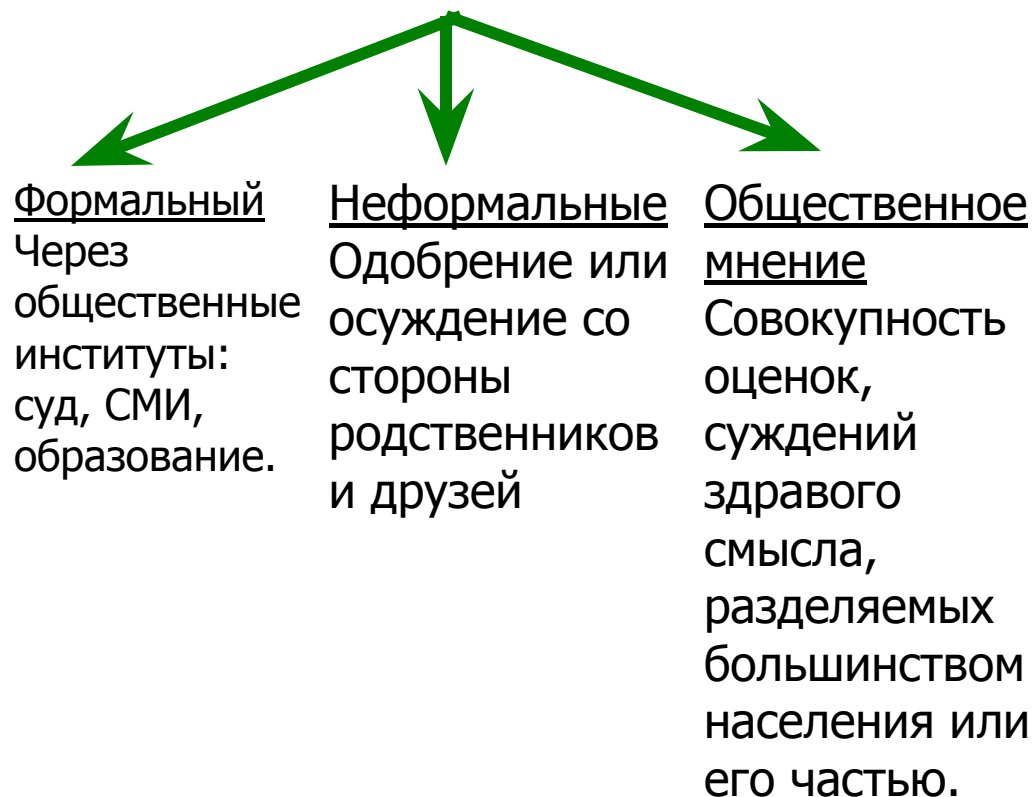 Формальный
Через
общественные
институты:
суд, СМИ,
образование.
Неформальные
Одобрение или
осуждение со
стороны
родственников
и друзей
Общественное
мнение
Совокупность
оценок,
суждений
здравого
смысла,
разделяемых
большинством
населения или
его частью.